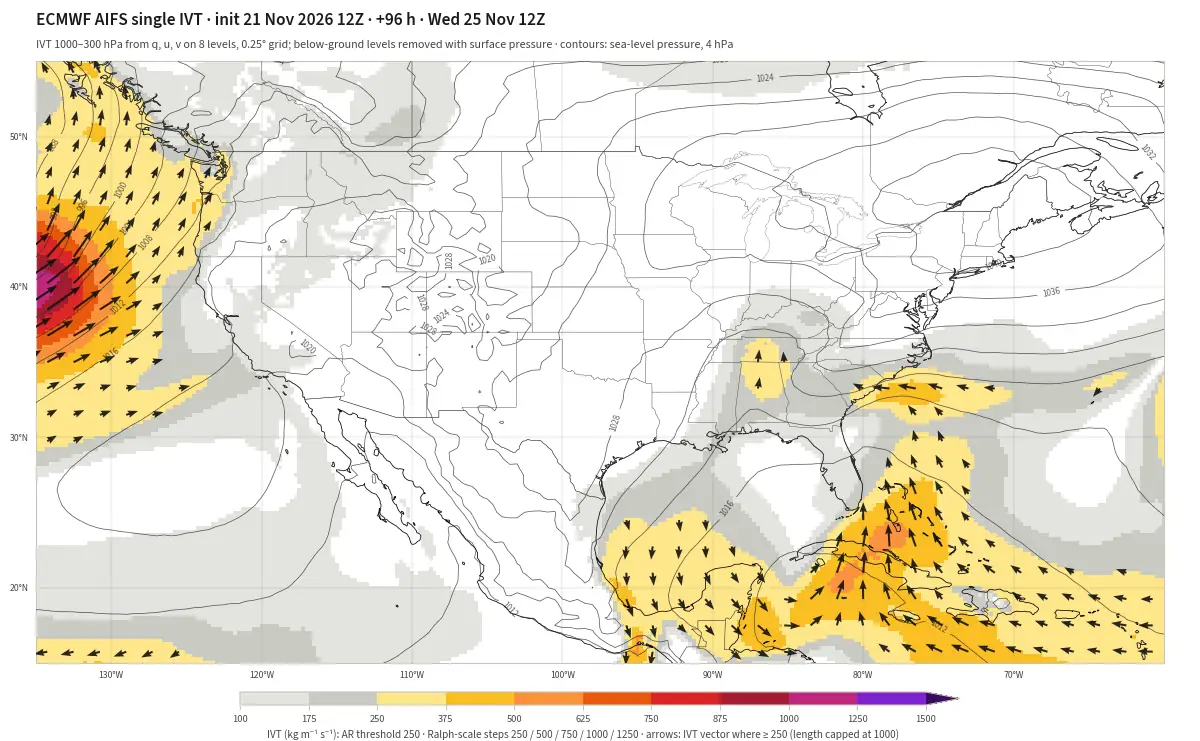 ECMWF AIFS single IVT · init 21 Nov 2026 12Z · +96 h · Wed 25 Nov 12Z
IVT 1000–300 hPa from q, u, v on 8 levels, 0.25° grid; below-ground levels removed with surface pressure · contours: sea-level pressure, 4 hPa
1024
50°N
1032
1000
1008
1020
1028
40°N
1028
1024
1028
1012
1036
1016
1020
30°N
1028
1016
20°N
1012
1012
130°W 120°W 110°W 100°W 90°W 80°W 70°W
100 175 250 375 500 625 750 875 1000 1250 1500
IVT (kg m⁻¹ s⁻¹): AR threshold 250 · Ralph-scale steps 250 / 500 / 750 / 1000 / 1250 · arrows: IVT vector where ≥ 250 (length capped at 1000)